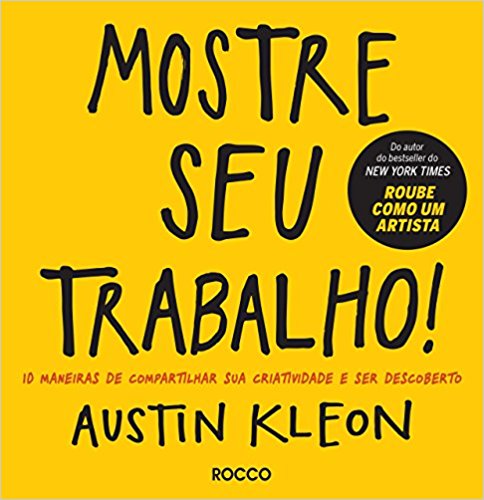 MOSTRE
SEU
TRABALHO!
Do autor
do bestseller do
NEW YORK TIMES
ROUBE
COMO UM
ARTISTA
10 MANEIRAS DE COMPARTILHAR SUA CRIATIVIDADE E SER DESCOBERTO
AUSTIN KLEON
ROCCO